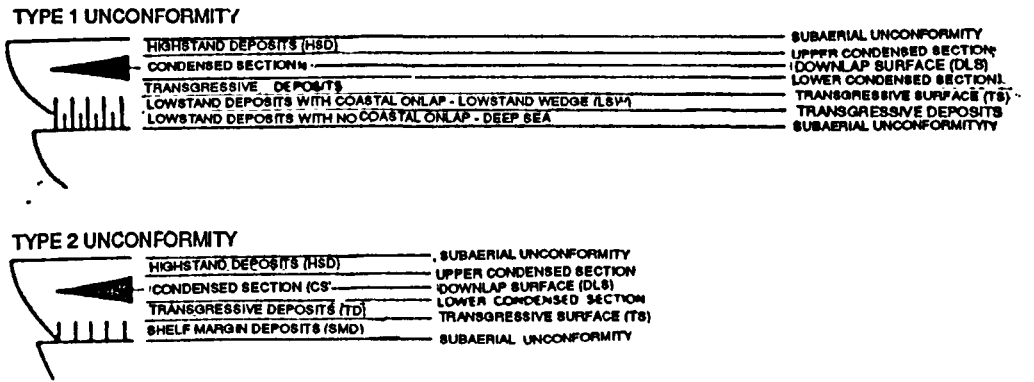 TYPE 1 UNCONFORMITY
HIGHSTAND DEPOSITS (HSD)
SUBAERIAL UNCONFORMITY
UPPER CONDENSED SECTION
CONDENSED SECTION
DOWNLAP SURFACE (DLS)
LOWER CONDENSED SECTION
TRANSGRESSIVE DEPOSITS
TRANSGRESSIVE SURFACE (TS)
LOWSTAND DEPOSITS WITH COASTAL ONLAP - LOWSTAND WEDGE
TRANSGRESSIVE DEPOSITS
LOWSTAND DEPOSITS WITH NO COASTAL ONLAP - DEEP SEA
SUBAERIAL UNCONFORMITYTY
TYPE 2 UNCONFORMITY
HIGHSTAND DEPOSITS (HSD)
SUBAERIAL UNCONFORMITY
UPPER CONDENSED SECTION
CONDENSED SECTION (CS
DOWNLAP SURFACE (DLS)
LOWER CONDENSED SECTION
TRANSGRESSIVE DEPOSITS (TD)
TRANSGRESSIVE SURFACE (TS)
SHELF MARGIN DEPOSITS (SMD)
SUBAERIAL UNCONFORMITY